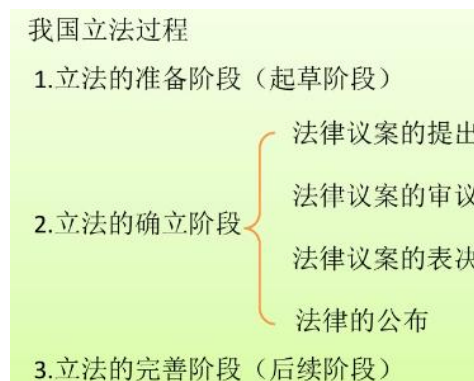 我国立法过程
1.立法的准备阶段（起草阶段）
法律议案的提出
法律议案的审议
2.立法的确立阶段
法律议案的表决
法律的公布
3.立法的完善阶段（后续阶段）